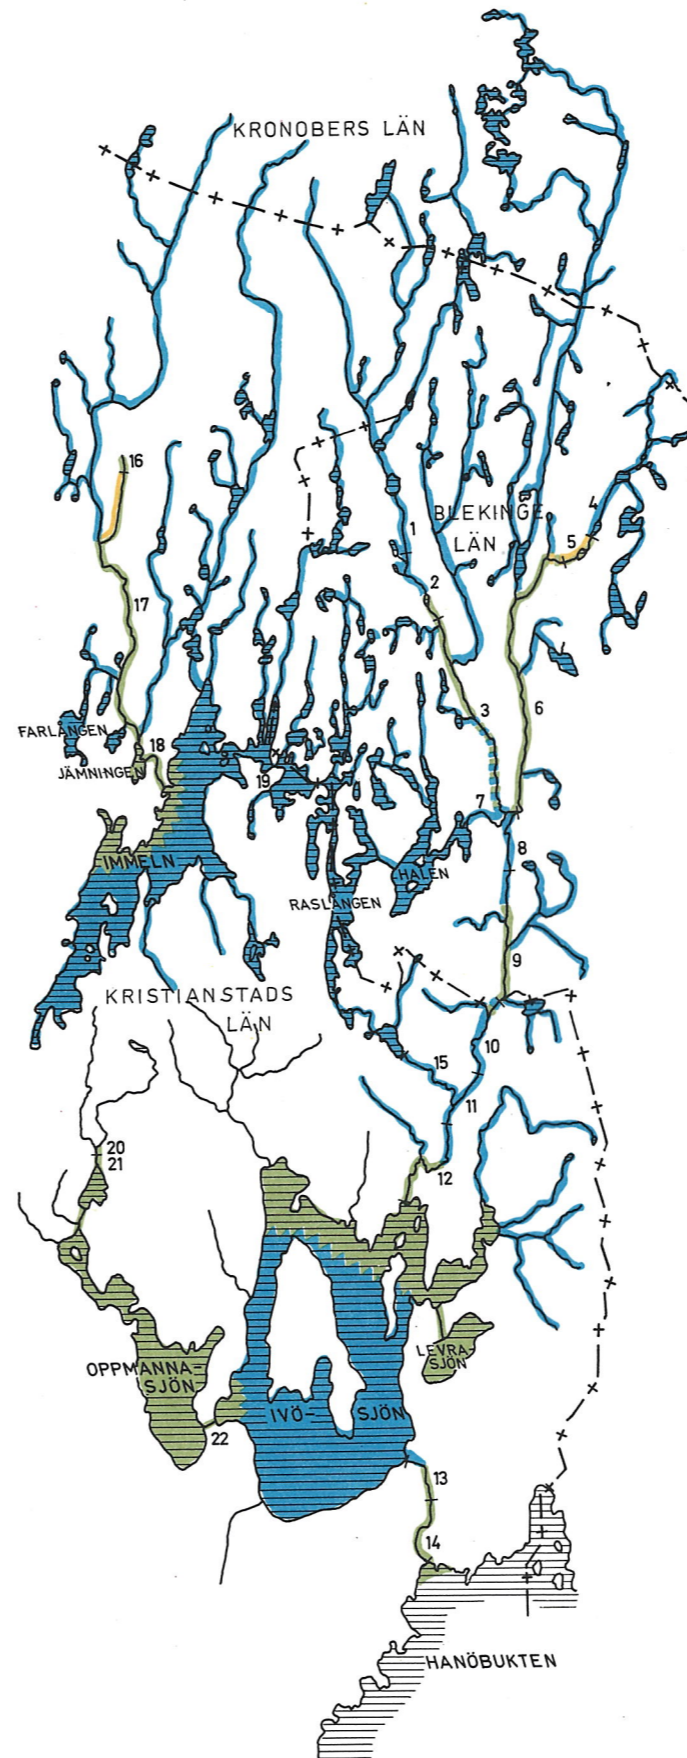 KRONOBERS LÄN
16
1
BLEKINGE
LÄN
4
5
2
17
3
6
FARLÅNGEN
18
JÄMNINGEN
19
7
8
IMMELN
HALEN
RASLÅNGEN
9
KRISTIANSTADS
LÄN
10
15
11
20
21
12
OPPMANNA-
SJÖN
LEVRA-
SJÖN
IVÖ-
SJÖN
22
13
14
HANÖBUKTEN